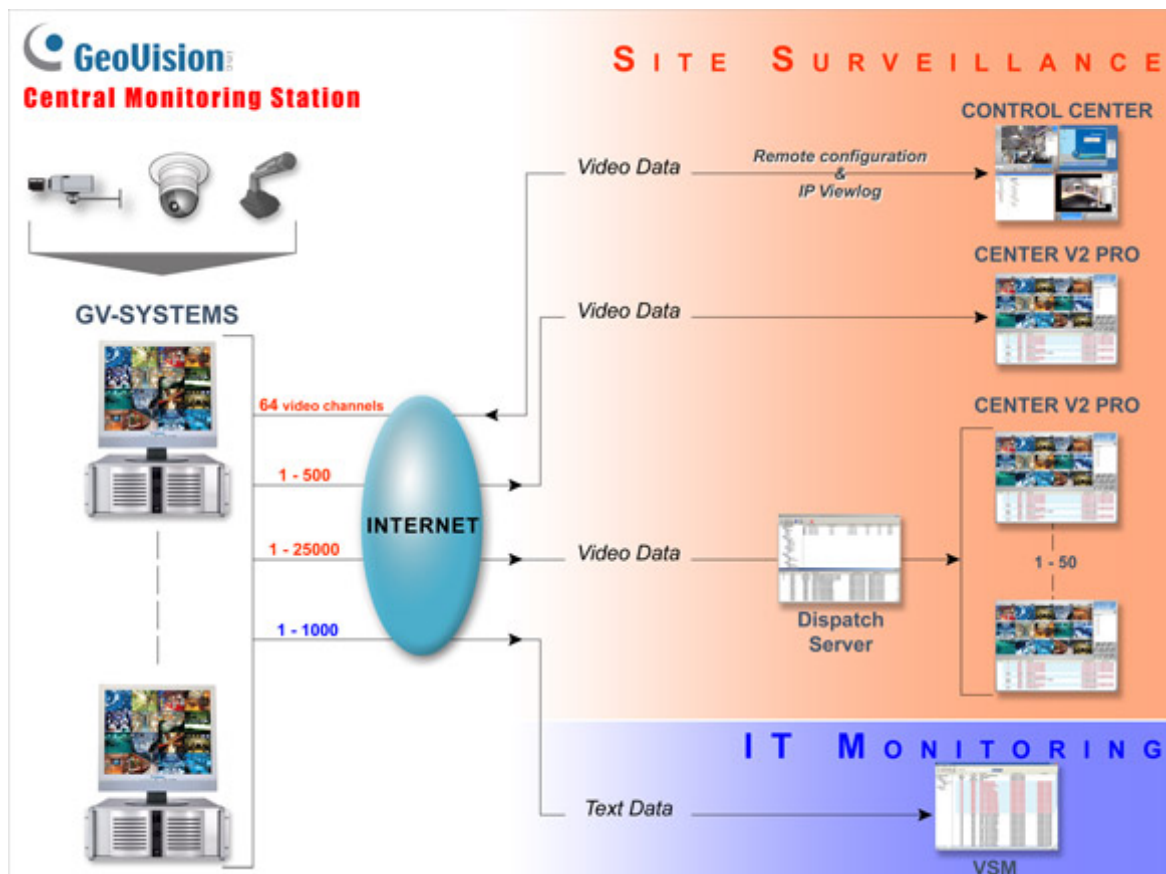 GeoVision
Central Monitoring Station
SITE SURVEILLANCE
CONTROL CENTER
Video Data
Remote configuration
&
IP Viewlog
CENTER V2 PRO
GV-SYSTEMS
Video Data
64 video channels
CENTER V2 PRO
1 - 500
INTERNET
1 - 25000
Video Data
1 - 50
Dispatch
Server
1 - 1000
IT MONITORING
Text Data
VSM